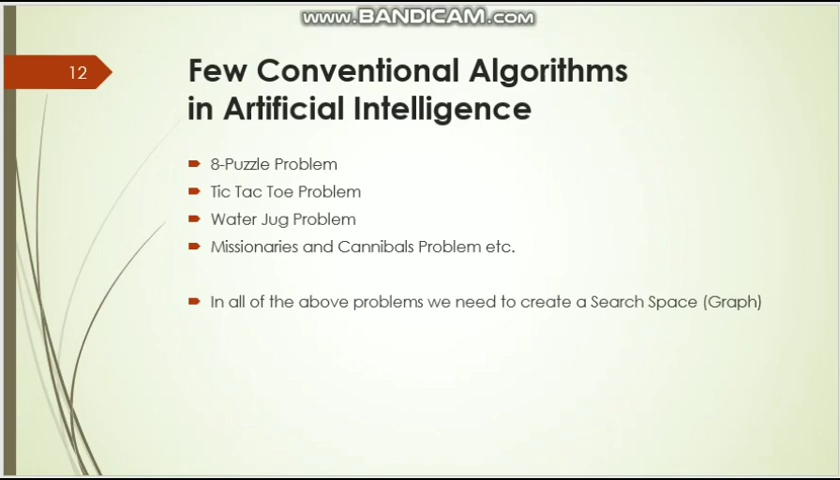 www.BANDICAM.com
12
Few Conventional Algorithms
in Artificial Intelligence
8-Puzzle Problem
Tic Tac Toe Problem
Water Jug Problem
Missionaries and Cannibals Problem etc.
In all of the above problems we need to create a Search Space (Graph)